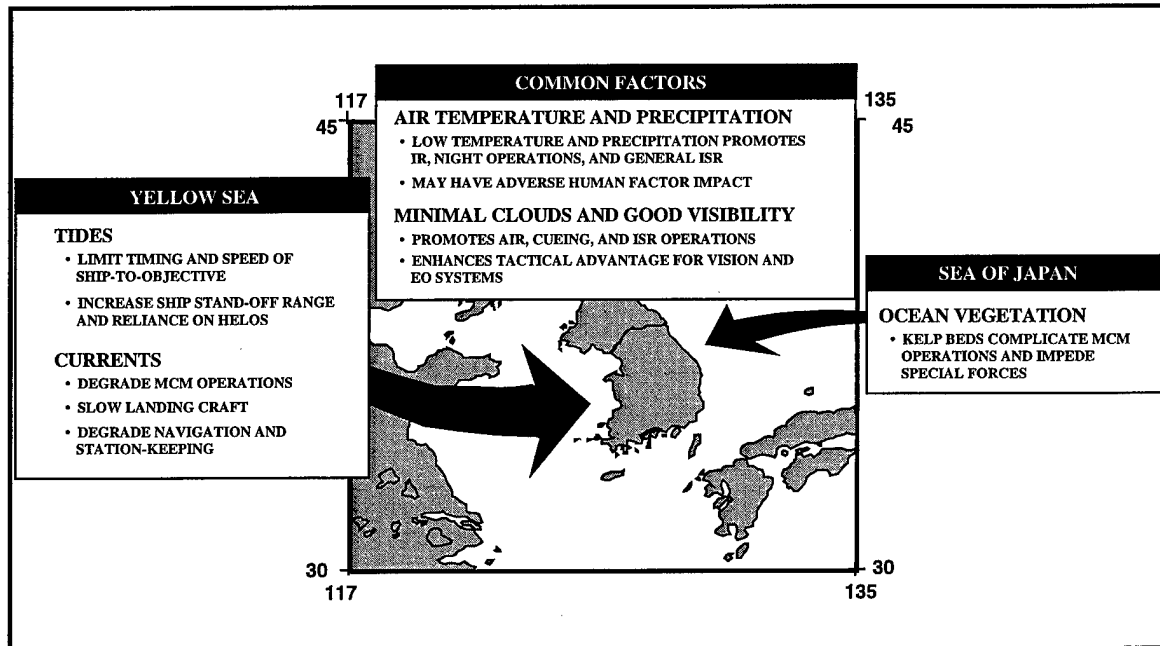 COMMON FACTORS
AIR TEMPERATURE AND PRECIPITATION
• LOW TEMPERATURE AND PRECIPITATION PROMOTES
IR, NIGHT OPERATIONS, AND GENERAL ISR
• MAY HAVE ADVERSE HUMAN FACTOR IMPACT
MINIMAL CLOUDS AND GOOD VISIBILITY
• PROMOTES AIR, CUEING, AND ISR OPERATIONS
• ENHANCES TACTICAL ADVANTAGE FOR VISION AND
EO SYSTEMS
117
45
135
45
YELLOW SEA
TIDES
• LIMIT TIMING AND SPEED OF
SHIP-TO-OBJECTIVE
• INCREASE SHIP STAND-OFF RANGE
AND RELIANCE ON HELOS
CURRENTS
• DEGRADE MCM OPERATIONS
• SLOW LANDING CRAFT
• DEGRADE NAVIGATION AND
STATION-KEEPING
SEA OF JAPAN
OCEAN VEGETATION
• KELP BEDS COMPLICATE MCM
OPERATIONS AND IMPEDE
SPECIAL FORCES
30
117
30
135